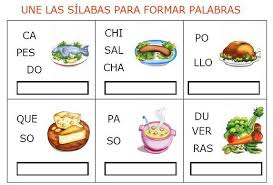 UNE LAS SÍLABAS PARA FORMAR PALABRAS
CA
PES
DO
CHI
SAL
CHA
PO
LLO
QUE
SO
PA
SO
DU
VER
RAS